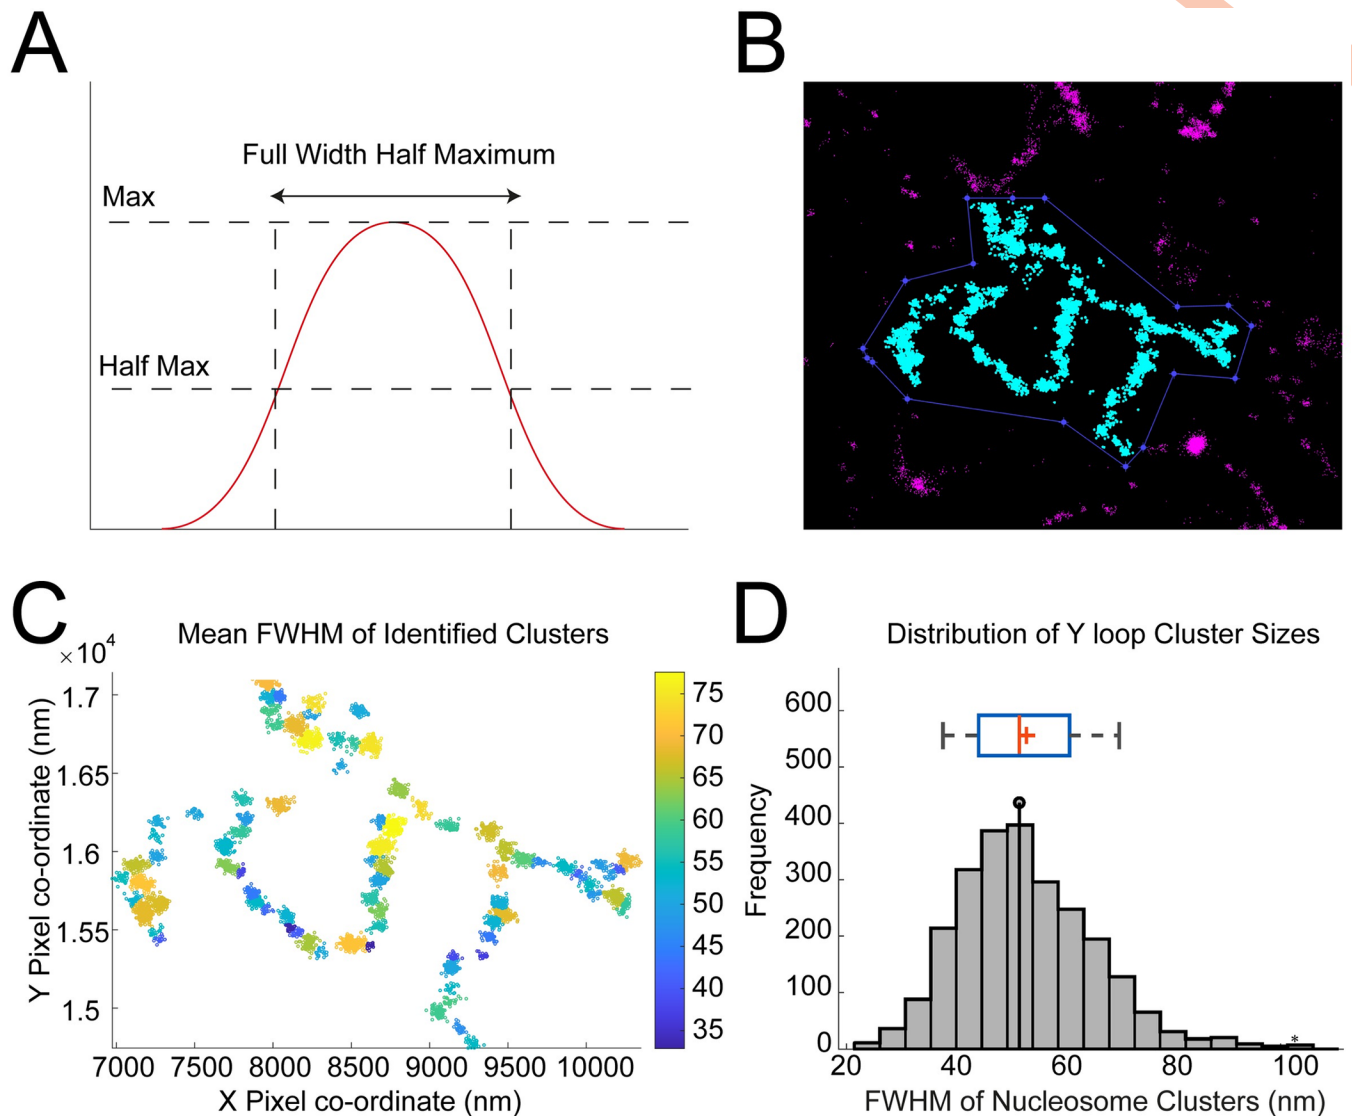 A
Full Width Half Maximum
Max
Half Max
B
C
Mean FWHM of Identified Clusters
×10⁴
1.7
1.65
1.6
1.55
1.5
Y Pixel co-ordinate (nm)
7000 7500 8000 8500 9000 9500 10000
X Pixel co-ordinate (nm)
75
70
65
60
55
50
45
40
35
D
Distribution of Y loop Cluster Sizes
600
500
400
300
200
100
0
Frequency
*
20 40 60 80 100
FWHM of Nucleosome Clusters (nm)